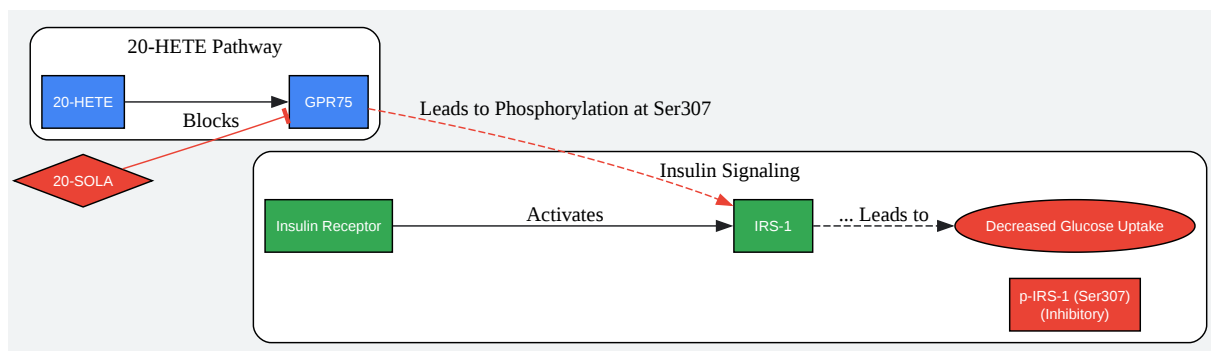 20-HETE Pathway
20-HETE
GPR75
Blocks
Leads to Phosphorylation at Ser307
20-SOLA
Insulin Signaling
Insulin Receptor
Activates
IRS-1
... Leads to
Decreased Glucose Uptake
p-IRS-1 (Ser307)
(Inhibitory)